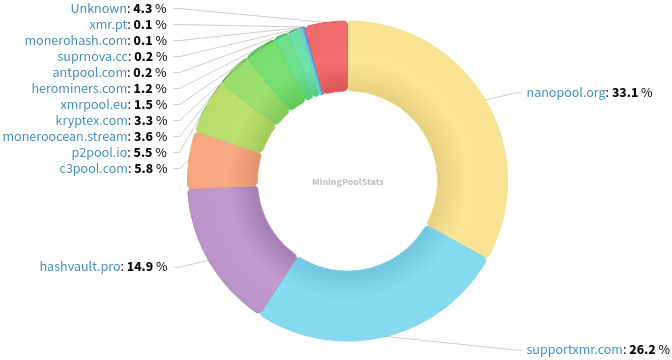 Unknown: 4.3 %
xmr.pt: 0.1 %
monerohash.com: 0.1 %
suprnova.cc: 0.2 %
antpool.com: 0.2 %
herominers.com: 1.2 %
xmrpool.eu: 1.5 %
kryptex.com: 3.3 %
moneroocean.stream: 3.6 %
p2pool.io: 5.5 %
c3pool.com: 5.8 %
hashvault.pro: 14.9 %
nanopool.org: 33.1 %
MiningPoolStats
supportxmr.com: 26.2 %